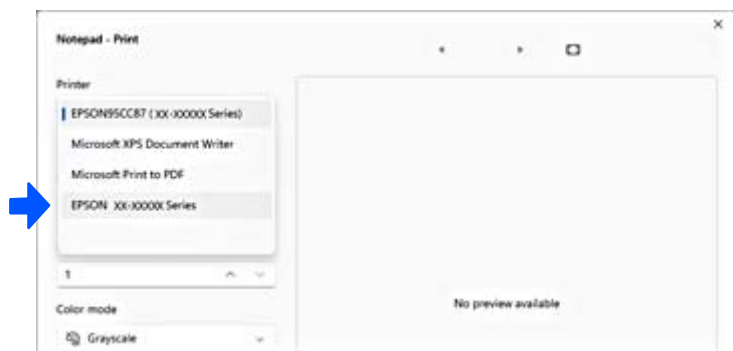 Notepad - Print
Printer
EPSON95CC87 (XX-XXXXX Series)
Microsoft XPS Document Writer
Microsoft Print to PDF
EPSON XX-XXXXX Series
1
Color mode
Grayscale
No preview available